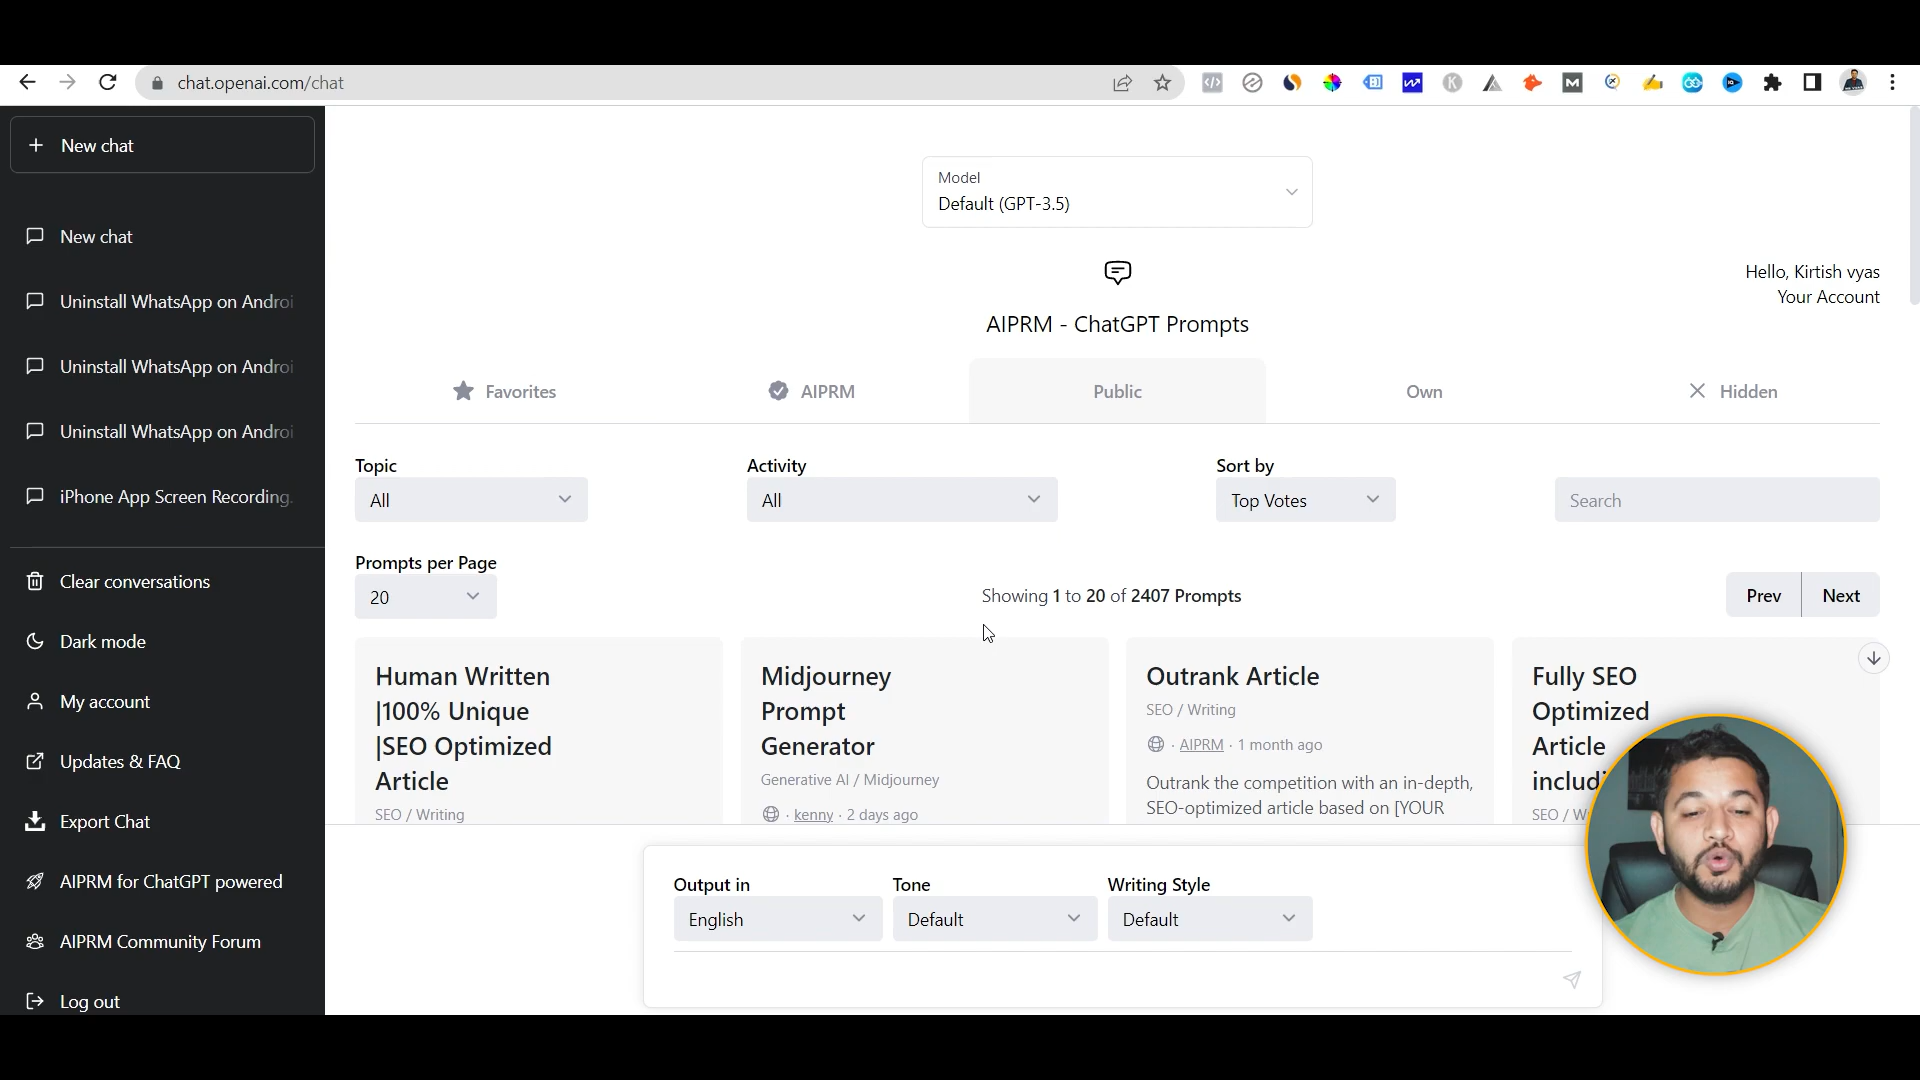 chat.openai.com/chat
New chat
New chat
Uninstall WhatsApp on Androi
Uninstall WhatsApp on Androi
Uninstall WhatsApp on Androi
iPhone App Screen Recording.
Clear conversations
Dark mode
My account
Updates & FAQ
Export Chat
AIPRM for ChatGPT powered
AIPRM Community Forum
Log out
Model
Default (GPT-3.5)
Hello, Kirtish vyas
Your Account
AIPRM - ChatGPT Prompts
Favorites
AIPRM
Public
Own
Hidden
Topic
All
Activity
All
Sort by
Top Votes
Search
Prompts per Page
20
Showing 1 to 20 of 2407 Prompts
Prev
Next
Human Written
|100% Unique
|SEO Optimized
Article
SEO / Writing
Midjourney
Prompt
Generator
Generative AI / Midjourney
· kenny · 2 days ago
Outrank Article
SEO / Writing
· AIPRM · 1 month ago
Outrank the competition with an in-depth,
SEO-optimized article based on [YOUR
Fully SEO
Optimized
Article
includi
SEO / W
Output in
English
Tone
Default
Writing Style
Default